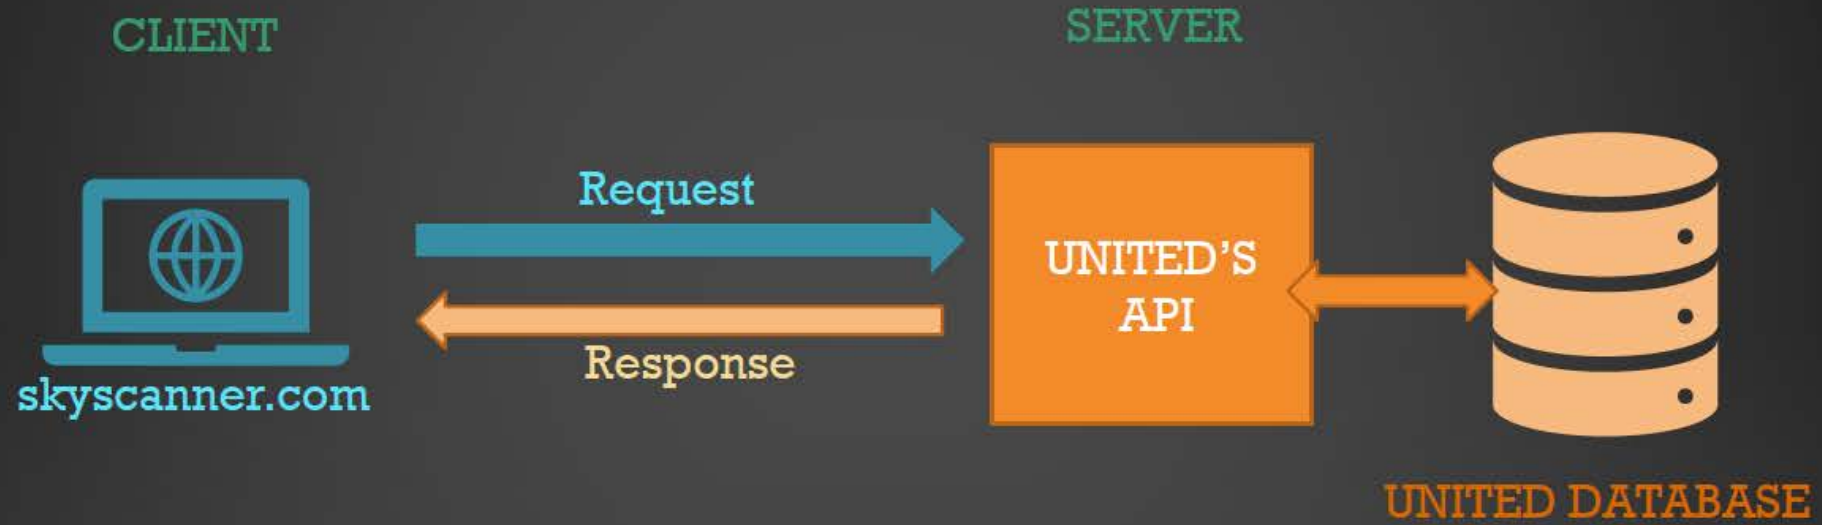 CLIENT
SERVER
Request
UNITED’S
API
Response
skyscanner.com
UNITED DATABASE